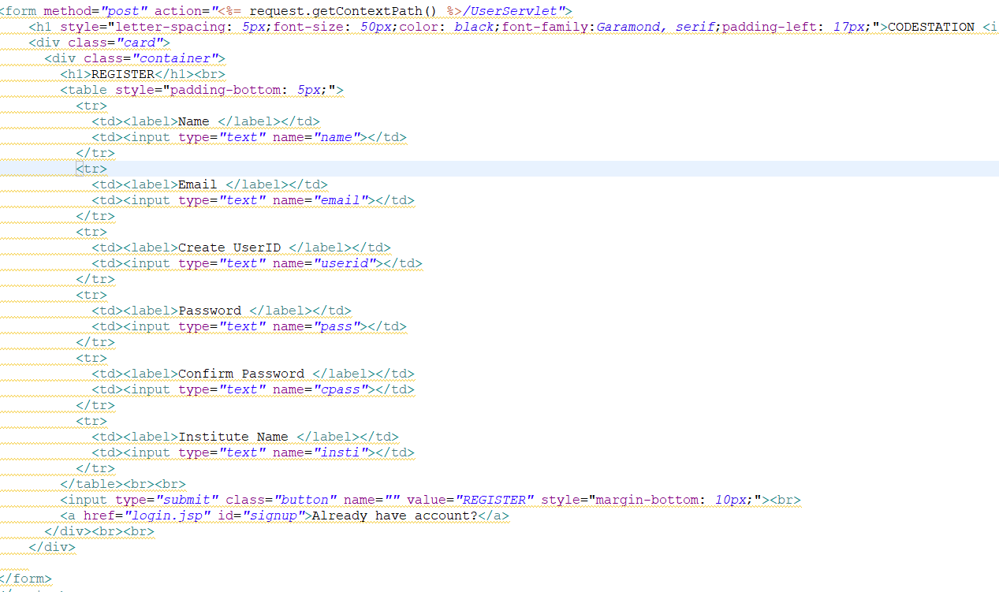 <form method="post" action="<%= request.getContextPath() %>/UserServlet">
<h1 style="letter-spacing: 5px;font-size: 50px;color: black;font-family:Garamond, serif;padding-left: 17px;">CODESTATION <i
<div class="card">
<div class="container">
<h1>REGISTER</h1><br>
<table style="padding-bottom: 5px;">
<tr>
<td><label>Name </label></td>
<td><input type="text" name="name"></td>
</tr>
<tr>
<td><label>Email </label></td>
<td><input type="text" name="email"></td>
</tr>
<tr>
<td><label>Create UserID </label></td>
<td><input type="text" name="userid"></td>
</tr>
<tr>
<td><label>Password </label></td>
<td><input type="text" name="pass"></td>
</tr>
<tr>
<td><label>Confirm Password </label></td>
<td><input type="text" name="cpass"></td>
</tr>
<tr>
<td><label>Institute Name </label></td>
<td><input type="text" name="insti"></td>
</tr>
</table><br><br>
<input type="submit" class="button" name="" value="REGISTER" style="margin-bottom: 10px;"><br>
<a href="login.jsp" id="signup">Already have account?</a>
</div><br><br>
</div>
</form>